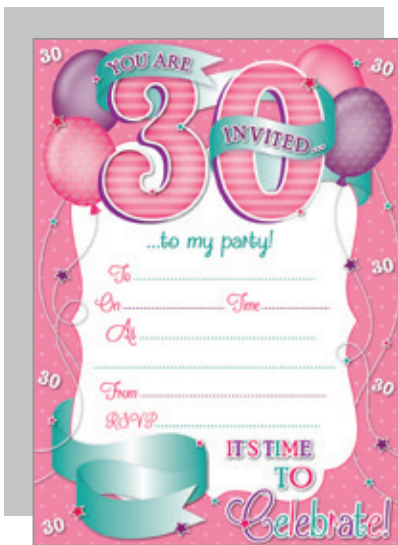 30
30
YOU ARE
30
INVITED...
...to my party!
To
On Time
At
30
30
30
From
RSVP
IT'S TIME
TO
Celebrate!
30